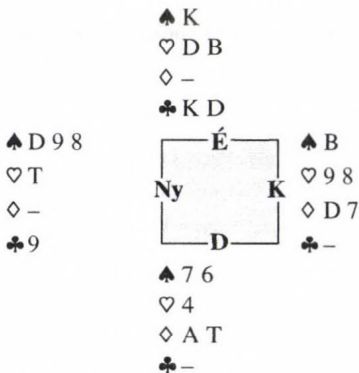 ♠ K
♡ D B
♢ –
♣ K D
♠ D 9 8
♡ T
♢ –
♣ 9
É
Ny K
D
♠ B
♡ 9 8
♢ D 7
♣ –
♠ 7 6
♡ 4
♢ A T
♣ –